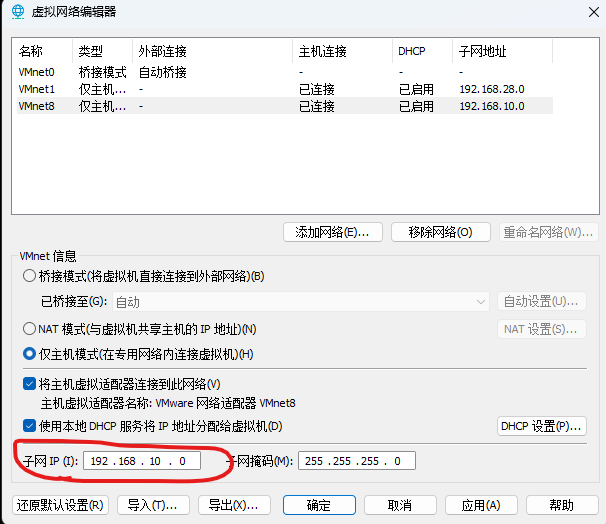 虚拟网络编辑器
名称 类型 外部连接 主机连接 DHCP 子网地址
VMnet0 桥接模式 自动桥接 - - -
VMnet1 仅主机... - 已连接 已启用 192.168.28.0
VMnet8 仅主机... - 已连接 已启用 192.168.10.0
添加网络(E)... 移除网络(O) 重命名网络(W)...
VMnet 信息
桥接模式(将虚拟机直接连接到外部网络)(B)
已桥接至(G): 自动 自动设置(U)...
NAT 模式(与虚拟机共享主机的 IP 地址)(N) NAT 设置(S)...
仅主机模式(在专用网络内连接虚拟机)(H)
将主机虚拟适配器连接到此网络(V)
主机虚拟适配器名称: VMware 网络适配器 VMnet8
使用本地 DHCP 服务将 IP 地址分配给虚拟机(D) DHCP 设置(P)...
子网 IP (I): 192 . 168 . 10 . 0 子网掩码(M): 255 . 255 . 255 . 0
还原默认设置(R) 导入(T)... 导出(X)... 确定 取消 应用(A) 帮助